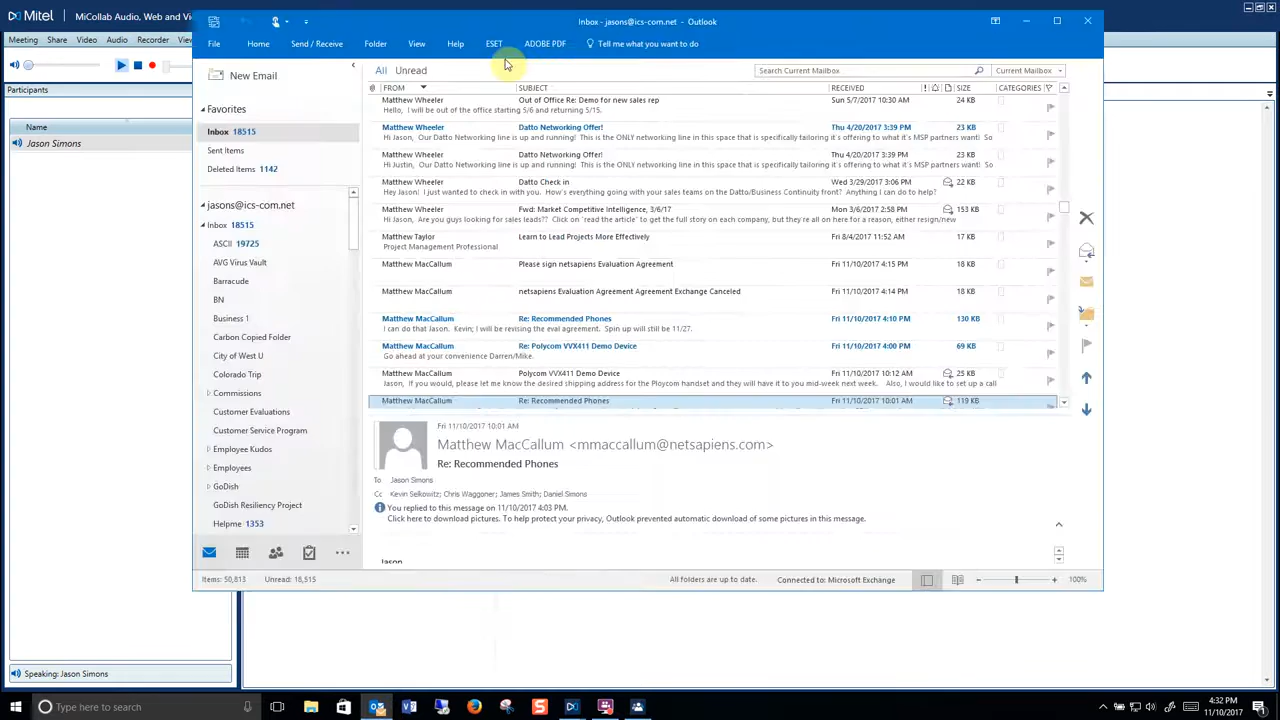 Mitel | MiCollab Audio, Web and Vi
Inbox - jasons@ics-com.net - Outlook
Meeting Share Video Audio Recorder Vi
File Home Send / Receive Folder View Help ESET ADOBE PDF Tell me what you want to do
Participants
Name
Jason Simons
Speaking: Jason Simons
New Email
Favorites
Inbox 18515
Sent Items
Deleted Items 1142
jasons@ics-com.net
Inbox 18515
ASCII 19725
AVG Virus Vault
Barracude
BN
Business 1
Carbon Copied Folder
City of West U
Colorado Trip
Commissions
Customer Evaluations
Customer Service Program
Employee Kudos
Employees
GoDish
GoDish Resiliency Project
Helpme 1353
All Unread
Search Current Mailbox Current Mailbox
FROM SUBJECT RECEIVED SIZE CATEGORIES
Matthew Wheeler Out of Office Re: Demo for new sales rep Sun 5/7/2017 10:30 AM 24 KB
Hello, I will be out of the office starting 5/6 and returning 5/15.
Matthew Wheeler Datto Networking Offer! Thu 4/20/2017 3:39 PM 23 KB
Hi Jason, Our Datto Networking line is up and running! This is the ONLY networking line in this space that is specifically tailoring it's offering to what it's MSP partners want! So
Matthew Wheeler Datto Networking Offer! Thu 4/20/2017 3:39 PM 23 KB
Hi Justin, Our Datto Networking line is up and running! This is the ONLY networking line in this space that is specifically tailoring it's offering to what it's MSP partners want! So
Matthew Wheeler Datto Check in Wed 3/29/2017 3:06 PM 22 KB
Hey Jason! I just wanted to check in with you. How's everything going with your sales teams on the Datto/Business Continuity front? Anything I can do to help?
Matthew Wheeler Fwd: Market Competitive Intelligence, 3/6/17 Mon 3/6/2017 2:58 PM 153 KB
Hi Jason, Are you guys looking for sales leads?? Click on 'read the article' to get the full story on each company, but they're all on here for a reason, either resign/new
Matthew Taylor Learn to Lead Projects More Effectively Fri 8/4/2017 11:52 AM 17 KB
Project Management Professional
Matthew MacCallum Please sign netsapiens Evaluation Agreement Fri 11/10/2017 4:15 PM 18 KB
Matthew MacCallum netsapiens Evaluation Agreement Agreement Exchange Canceled Fri 11/10/2017 4:14 PM 18 KB
Matthew MacCallum Re: Recommended Phones Fri 11/10/2017 4:10 PM 130 KB
I can do that Jason. Kevin; I will be revising the eval agreement. Spin up will still be 11/27.
Matthew MacCallum Re: Polycom VVX411 Demo Device Fri 11/10/2017 4:00 PM 69 KB
Go ahead at your convenience Darren/Mike.
Matthew MacCallum Polycom VVX411 Demo Device Fri 11/10/2017 10:12 AM 25 KB
Jason, If you would, please let me know the desired shipping address for the Ploycom handset and they will have it to you mid-week next week. Also, I would like to set up a call
Matthew MacCallum Re: Recommended Phones Fri 11/10/2017 10:01 AM 119 KB
Fri 11/10/2017 10:01 AM
Matthew MacCallum <mmaccallum@netsapiens.com>
Re: Recommended Phones
To Jason Simons
Cc Kevin Selkowitz; Chris Waggoner; James Smith; Daniel Simons
You replied to this message on 11/10/2017 4:03 PM.
Click here to download pictures. To help protect your privacy, Outlook prevented automatic download of some pictures in this message.
Jason
Items: 50,813 Unread: 18,515 All folders are up to date. Connected to: Microsoft Exchange 100%
Type here to search
4:32 PM
11/10/2017